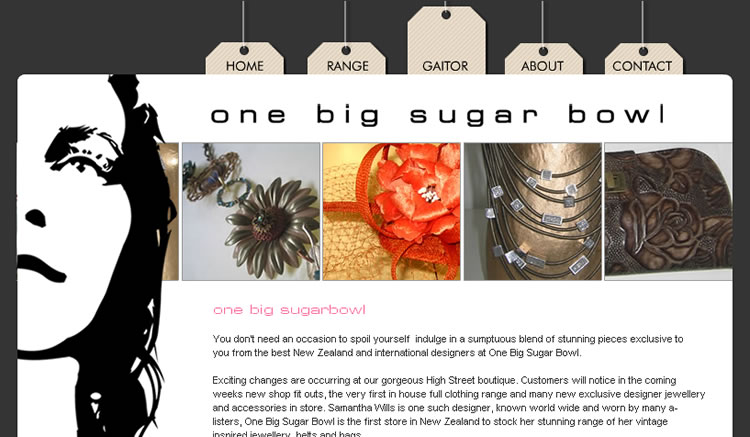 HOME RANGE GAITOR ABOUT CONTACT
one big sugar bowl
one big sugarbowl
You don't need an occasion to spoil yourself indulge in a sumptuous blend of stunning pieces exclusive to
you from the best New Zealand and international designers at One Big Sugar Bowl.
Exciting changes are occurring at our gorgeous High Street boutique. Customers will notice in the coming
weeks new shop fit outs, the very first in house full clothing range and many new exclusive designer jewellery
and accessories in store. Samantha Wills is one such designer, known world wide and worn by many a-
listers, One Big Sugar Bowl is the first store in New Zealand to stock her stunning range of her vintage
inspired jewellery, belts and bags